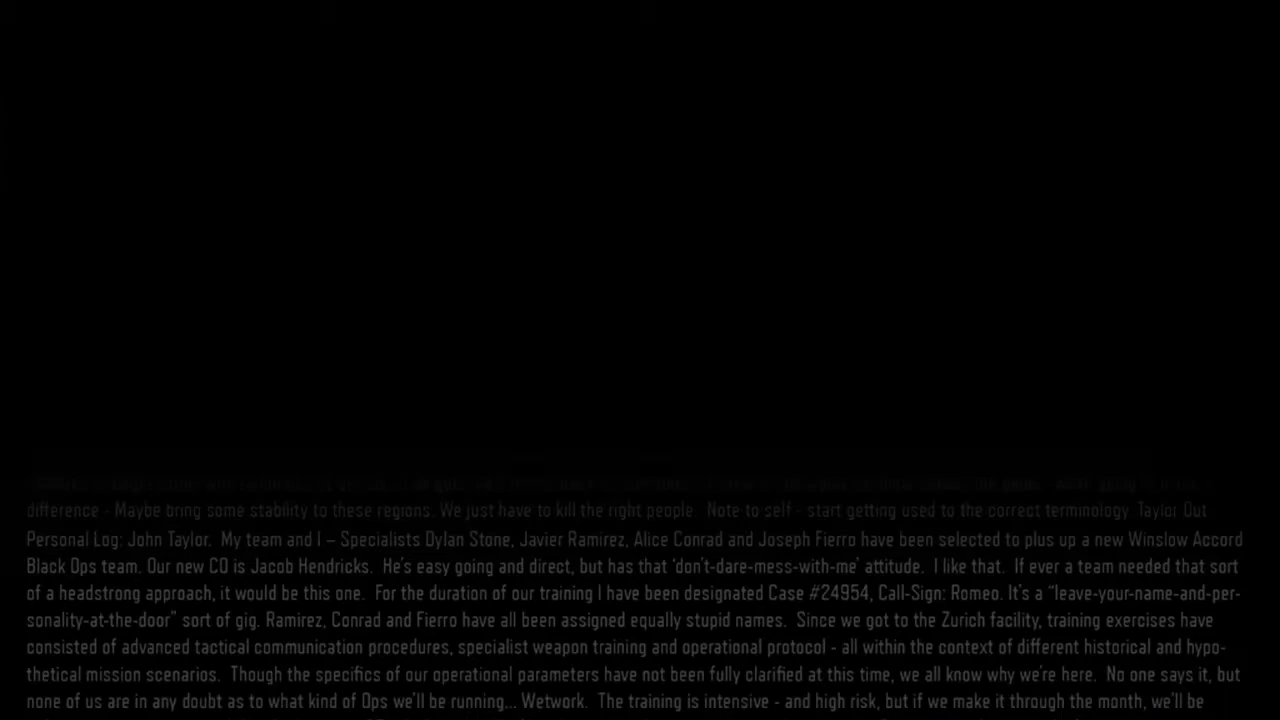 difference - Maybe bring some stability to these regions. We just have to kill the right people. Note to self - start getting used to the correct terminology. Taylor Out
Personal Log: John Taylor. My team and I – Specialists Dylan Stone, Javier Ramirez, Alice Conrad and Joseph Fierro have been selected to plus up a new Winslow Accord
Black Ops team. Our new CO is Jacob Hendricks. He's easy going and direct, but has that 'don't-dare-mess-with-me' attitude. I like that. If ever a team needed that sort
of a headstrong approach, it would be this one. For the duration of our training I have been designated Case #24954, Call-Sign: Romeo. It's a "leave-your-name-and-per-
sonality-at-the-door" sort of gig. Ramirez, Conrad and Fierro have all been assigned equally stupid names. Since we got to the Zurich facility, training exercises have
consisted of advanced tactical communication procedures, specialist weapon training and operational protocol - all within the context of different historical and hypo-
thetical mission scenarios. Though the specifics of our operational parameters have not been fully clarified at this time, we all know why we're here. No one says it, but
none of us are in any doubt as to what kind of Ops we'll be running... Wetwork. The training is intensive - and high risk, but if we make it through the month, we'll be